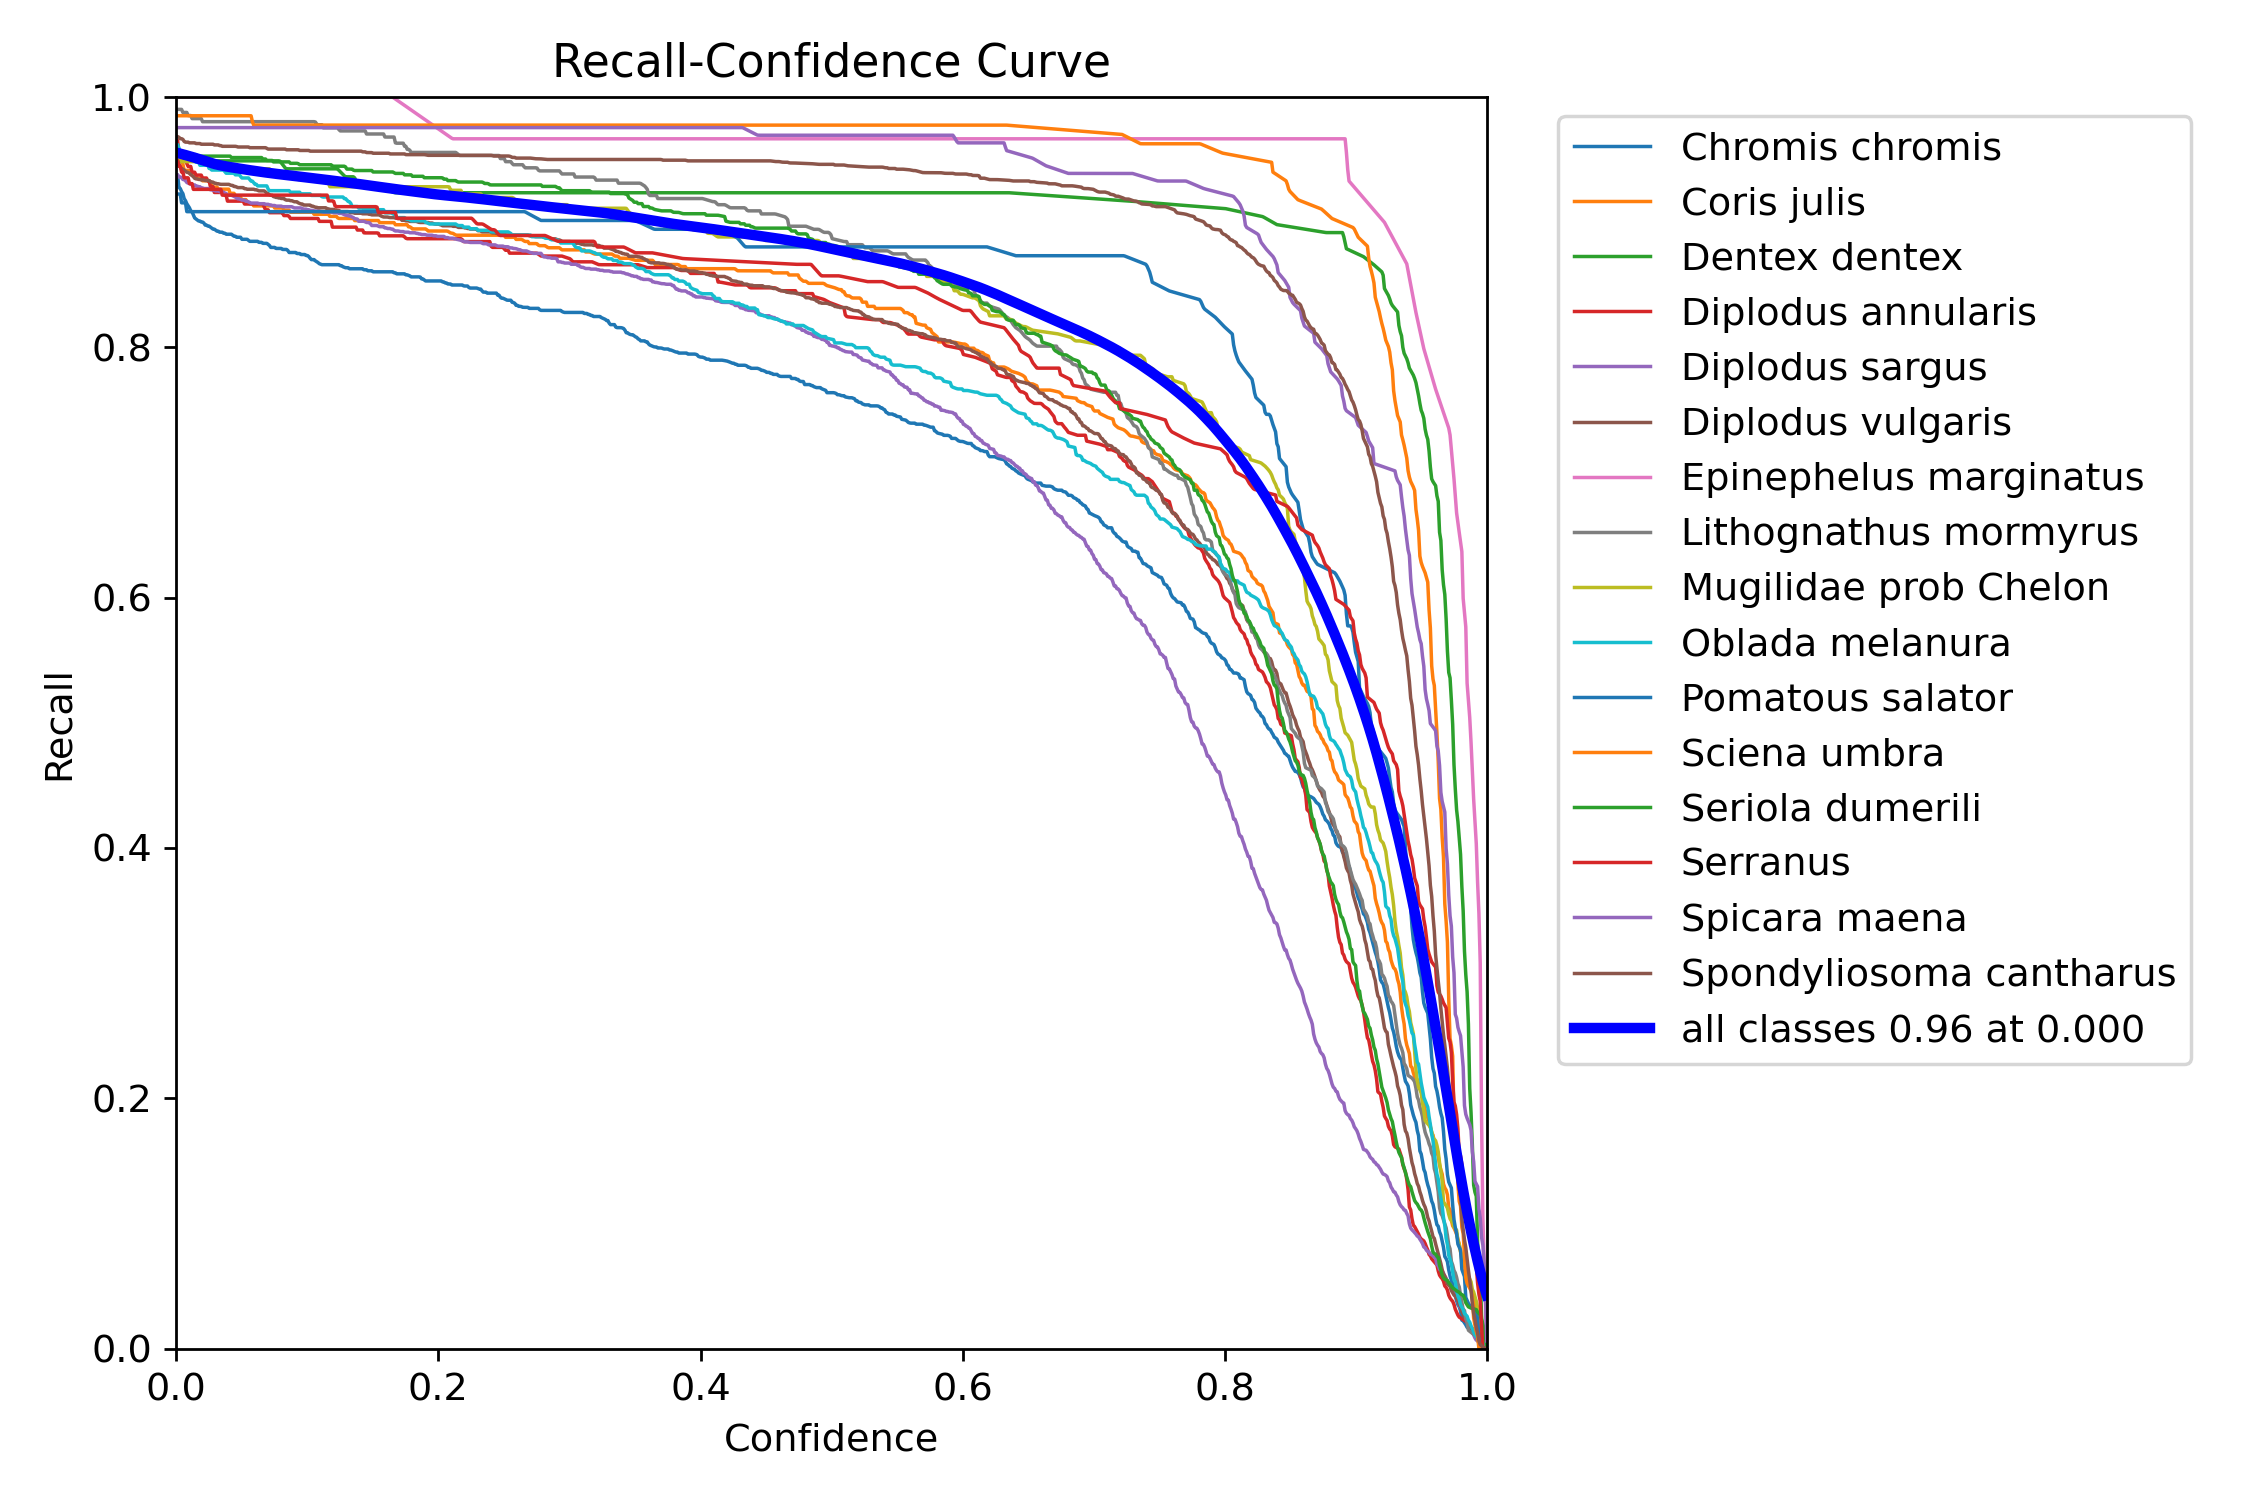 Recall-Confidence Curve
1.0
0.8
0.6
0.4
0.2
0.0
Recall
0.0 0.2 0.4 0.6 0.8 1.0
Confidence
Chromis chromis
Coris julis
Dentex dentex
Diplodus annularis
Diplodus sargus
Diplodus vulgaris
Epinephelus marginatus
Lithognathus mormyrus
Mugilidae prob Chelon
Oblada melanura
Pomatous salator
Sciena umbra
Seriola dumerili
Serranus
Spicara maena
Spondyliosoma cantharus
all classes 0.96 at 0.000